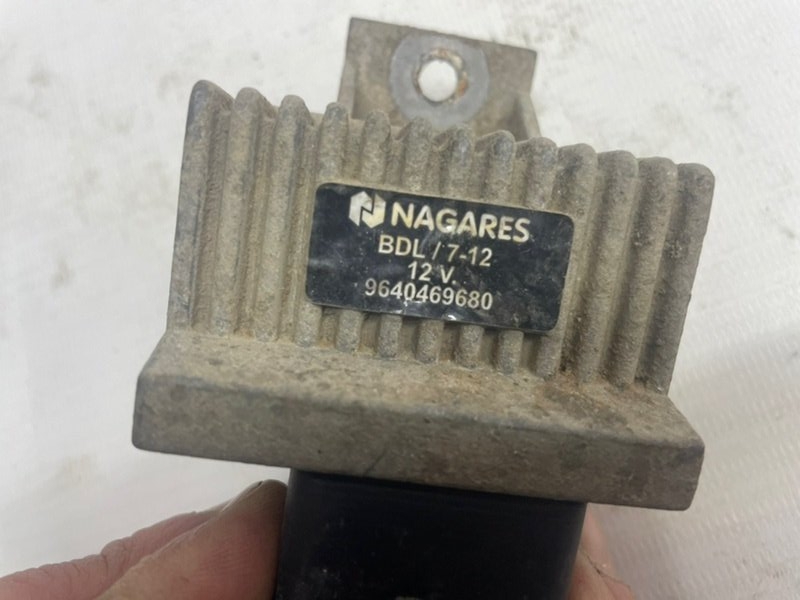 NAGARES
BDL / 7-12
12 V.
9640469680